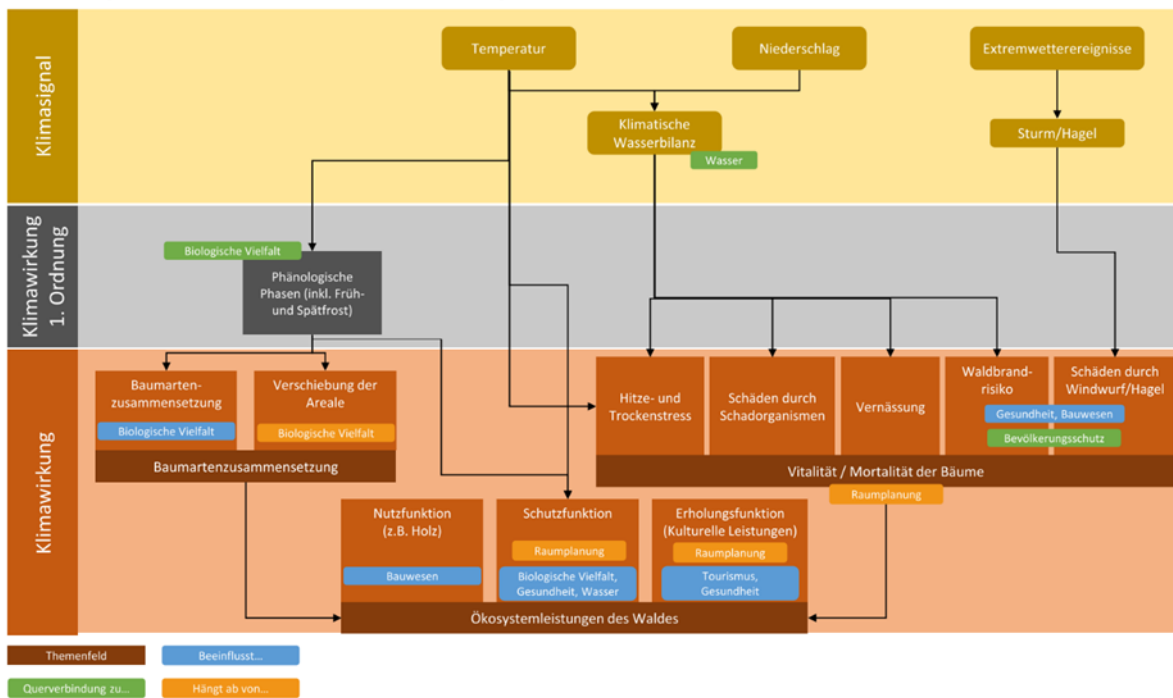 Klimasignal
Temperatur
Niederschlag
Extremwetterereignisse
Klimatische
Wasserbilanz
Wasser
Sturm/Hagel
Klimawirkung
1. Ordnung
Biologische Vielfalt
Phänologische
Phasen (inkl. Früh-
und Spätfrost)
Klimawirkung
Baumarten-
zusammensetzung
Biologische Vielfalt
Verschiebung der
Areale
Biologische Vielfalt
Baumartenzusammensetzung
Hitze- und
Trockenstress
Schäden durch
Schadorganismen
Vernässung
Waldbrand-
risiko
Schäden durch
Windwurf/Hagel
Gesundheit, Bauwesen
Bevölkerungsschutz
Vitalität / Mortalität der Bäume
Raumplanung
Nutzfunktion
(z.B. Holz)
Bauwesen
Schutzfunktion
Raumplanung
Biologische Vielfalt,
Gesundheit, Wasser
Erholungsfunktion
(Kulturelle Leistungen)
Raumplanung
Tourismus,
Gesundheit
Ökosystemleistungen des Waldes
Themenfeld
Beeinflusst...
Querverbindung zu...
Hängt ab von...